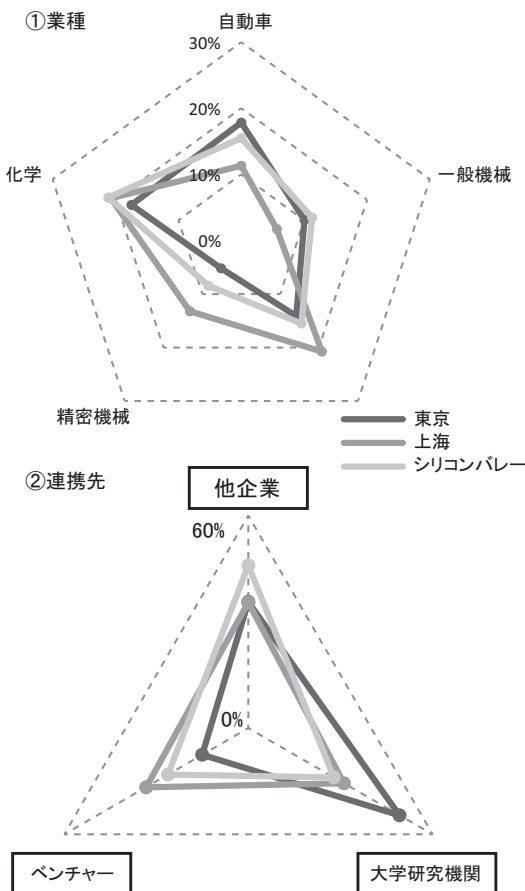 ①業種
自動車
30%
20%
10%
0%
化学
一般機械
精密機械
東京
上海
シリコンバレー
②連携先
他企業
60%
0%
ベンチャー
大学研究機関